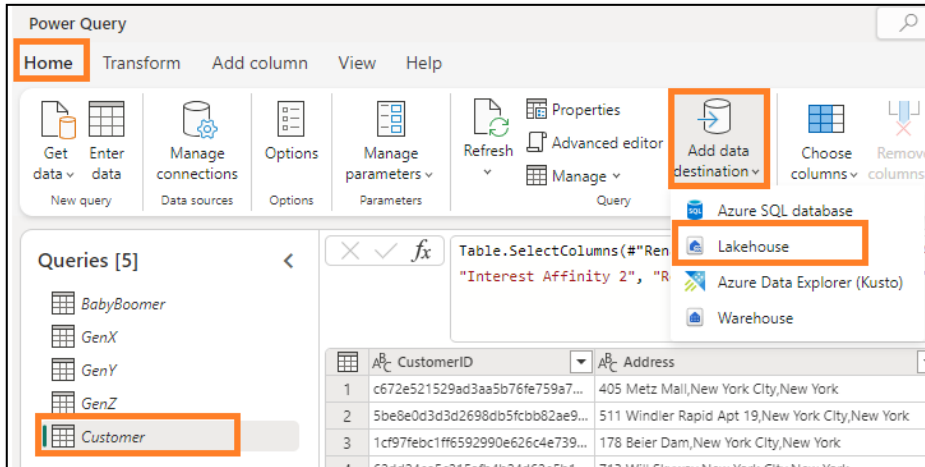 Power Query
Home Transform Add column View Help
Get data Enter data Manage connections Options Manage parameters Refresh Properties Advanced editor Manage Add data destination Choose columns Remove columns
New query Data sources Options Parameters Query
Azure SQL database
Lakehouse
Azure Data Explorer (Kusto)
Warehouse
Queries [5]
BabyBoomer
GenX
GenY
GenZ
Customer
fx Table.SelectColumns(#"Ren
"Interest Affinity 2", "R
CustomerID Address
1 c672e521529ad3aa5b76fe759a7... 405 Metz Mall,New York CIty,New York
2 5be8e0d3d3d2698db5fcbb82ae9... 511 Windler Rapid Apt 19,New York CIty,New York
3 1cf97febc1ff6592990e626c4e739... 178 Beier Dam,New York CIty,New York